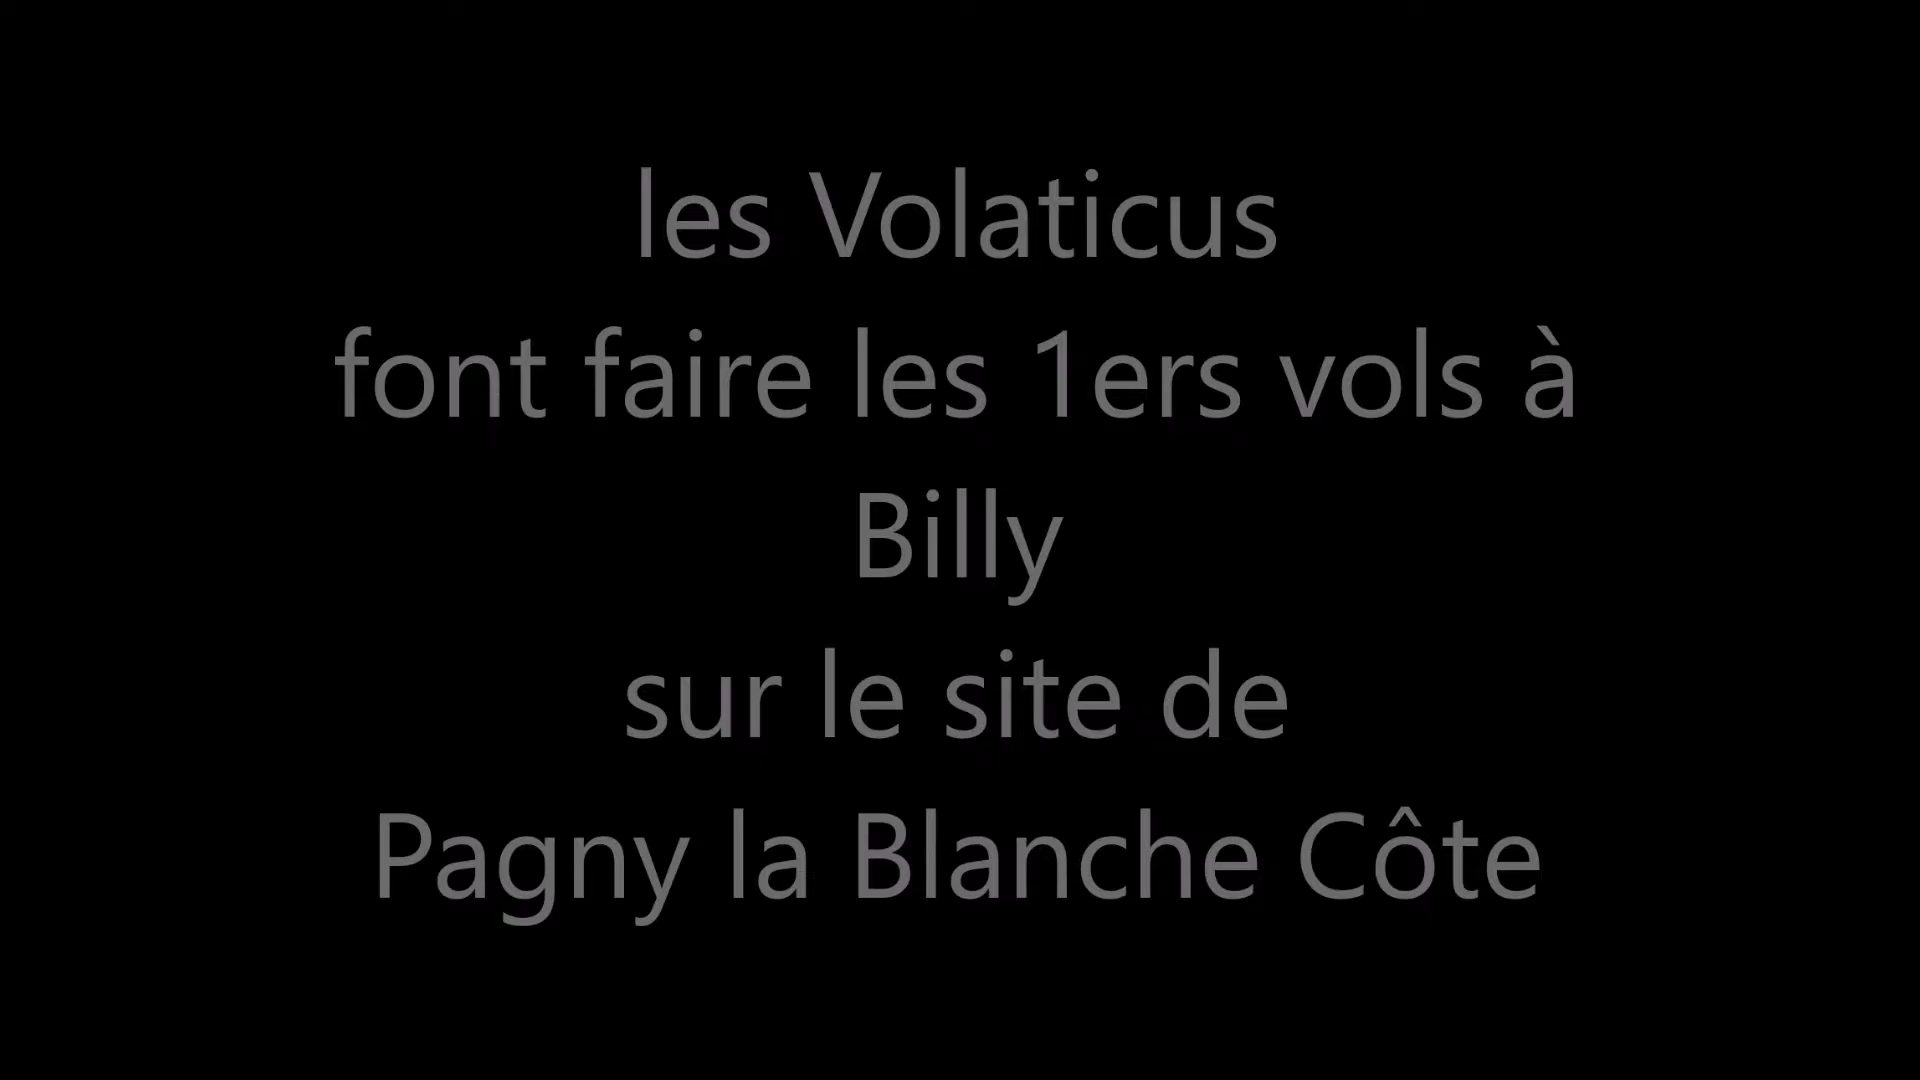 les Volaticus
font faire les 1ers vols à
Billy
sur le site de
Pagny la Blanche Côte